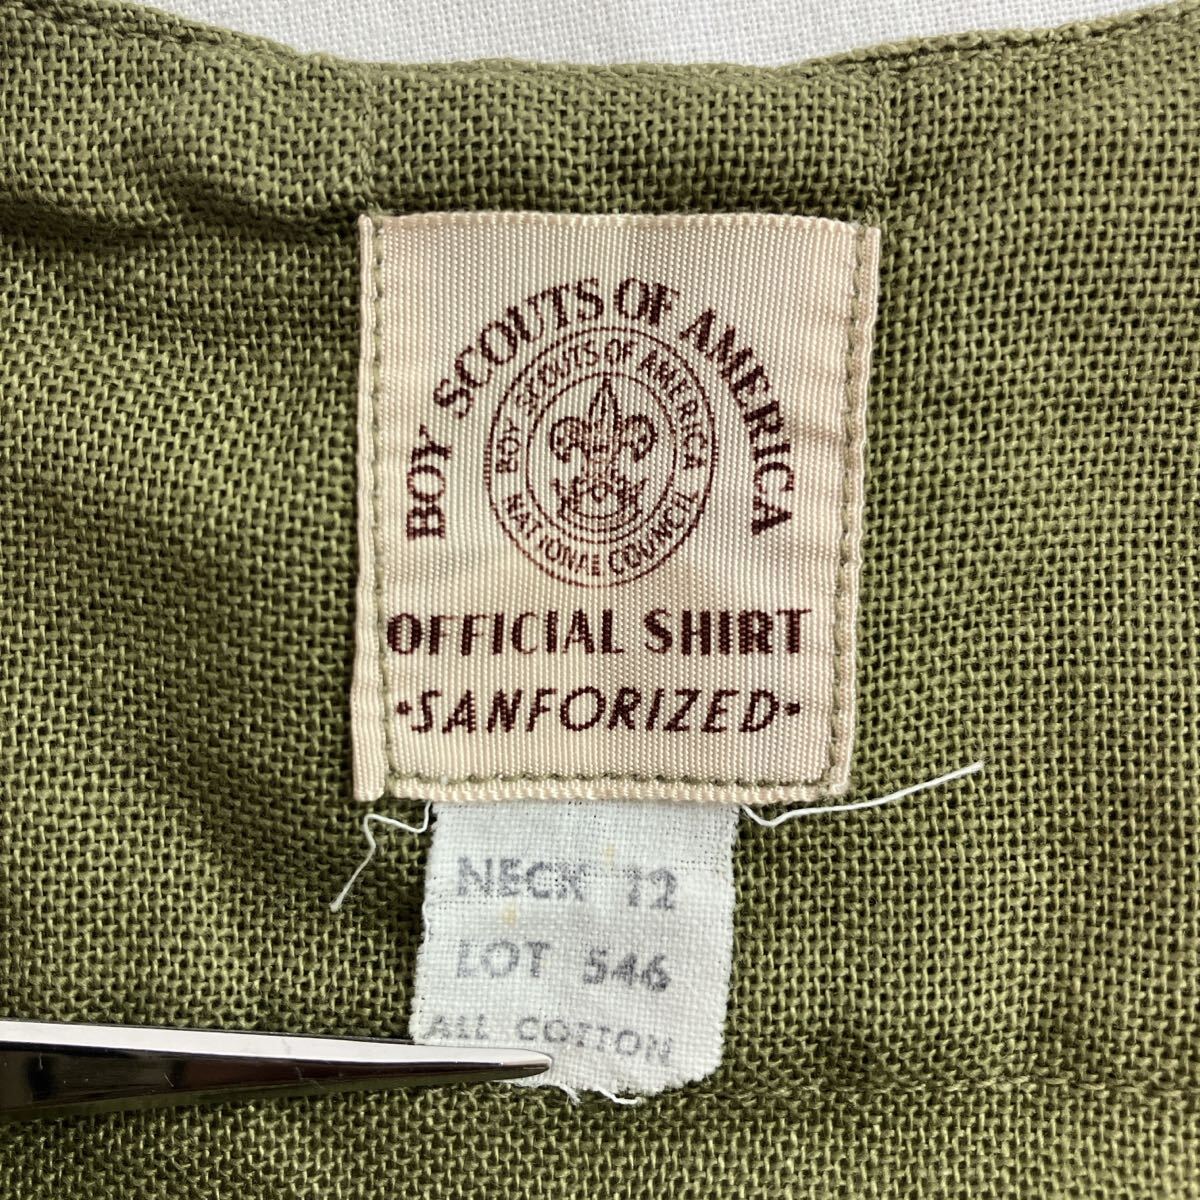 BOY SCOUTS OF AMERICA
BOY SCOUTS OF AMERICA
NATIONAL COUNCIL
OFFICIAL SHIRT
•SANFORIZED•
NECK 12
LOT 546
ALL COTTON